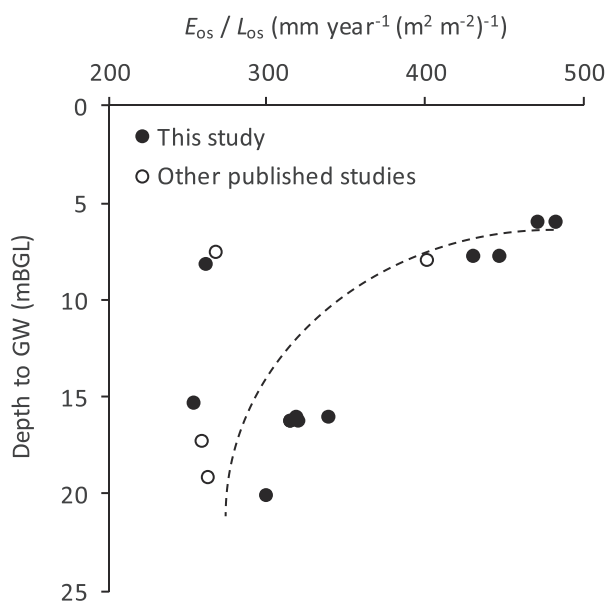 Eos / Los (mm year-1 (m2 m-2)-1)
200 300 400 500
0
This study
Other published studies
5
10
15
20
25
Depth to GW (mBGL)